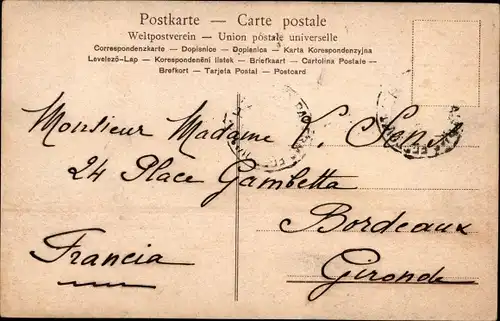 Postkarte — Carte postale
Weltpostverein — Union postale universelle
Correspondenzkarte — Dopisnice — Dopisnica — Karta Korespondenzyjna
Levelező-Lap — Korespondenční lístek — Briefkaart — Cartolina Postale —
Brefkort — Tarjeta Postal — Postcard
Monsieur Madame L.
24 Place Gambetta
Bordeaux
Francia
Gironde